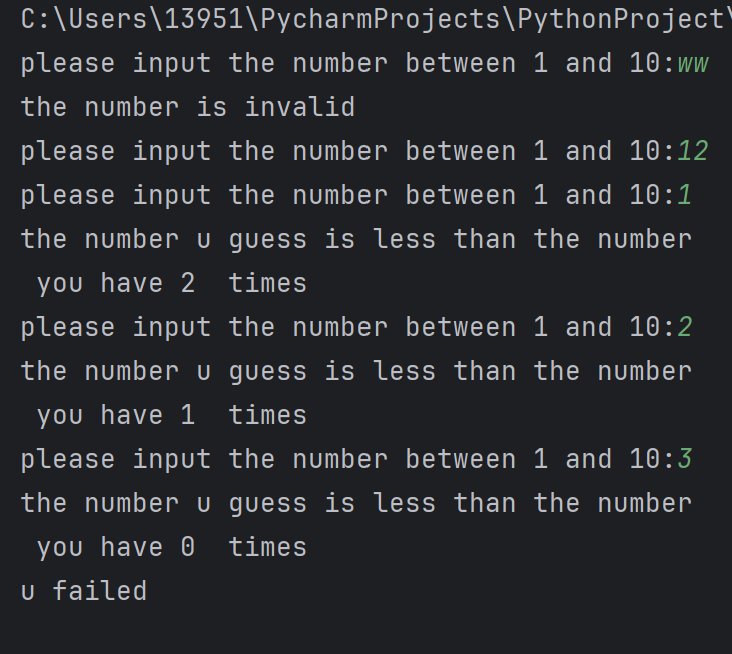 C:\Users\13951\PycharmProjects\PythonProject\
please input the number between 1 and 10:ww
the number is invalid
please input the number between 1 and 10:12
please input the number between 1 and 10:1
the number u guess is less than the number
 you have 2  times
please input the number between 1 and 10:2
the number u guess is less than the number
 you have 1  times
please input the number between 1 and 10:3
the number u guess is less than the number
 you have 0  times
u failed